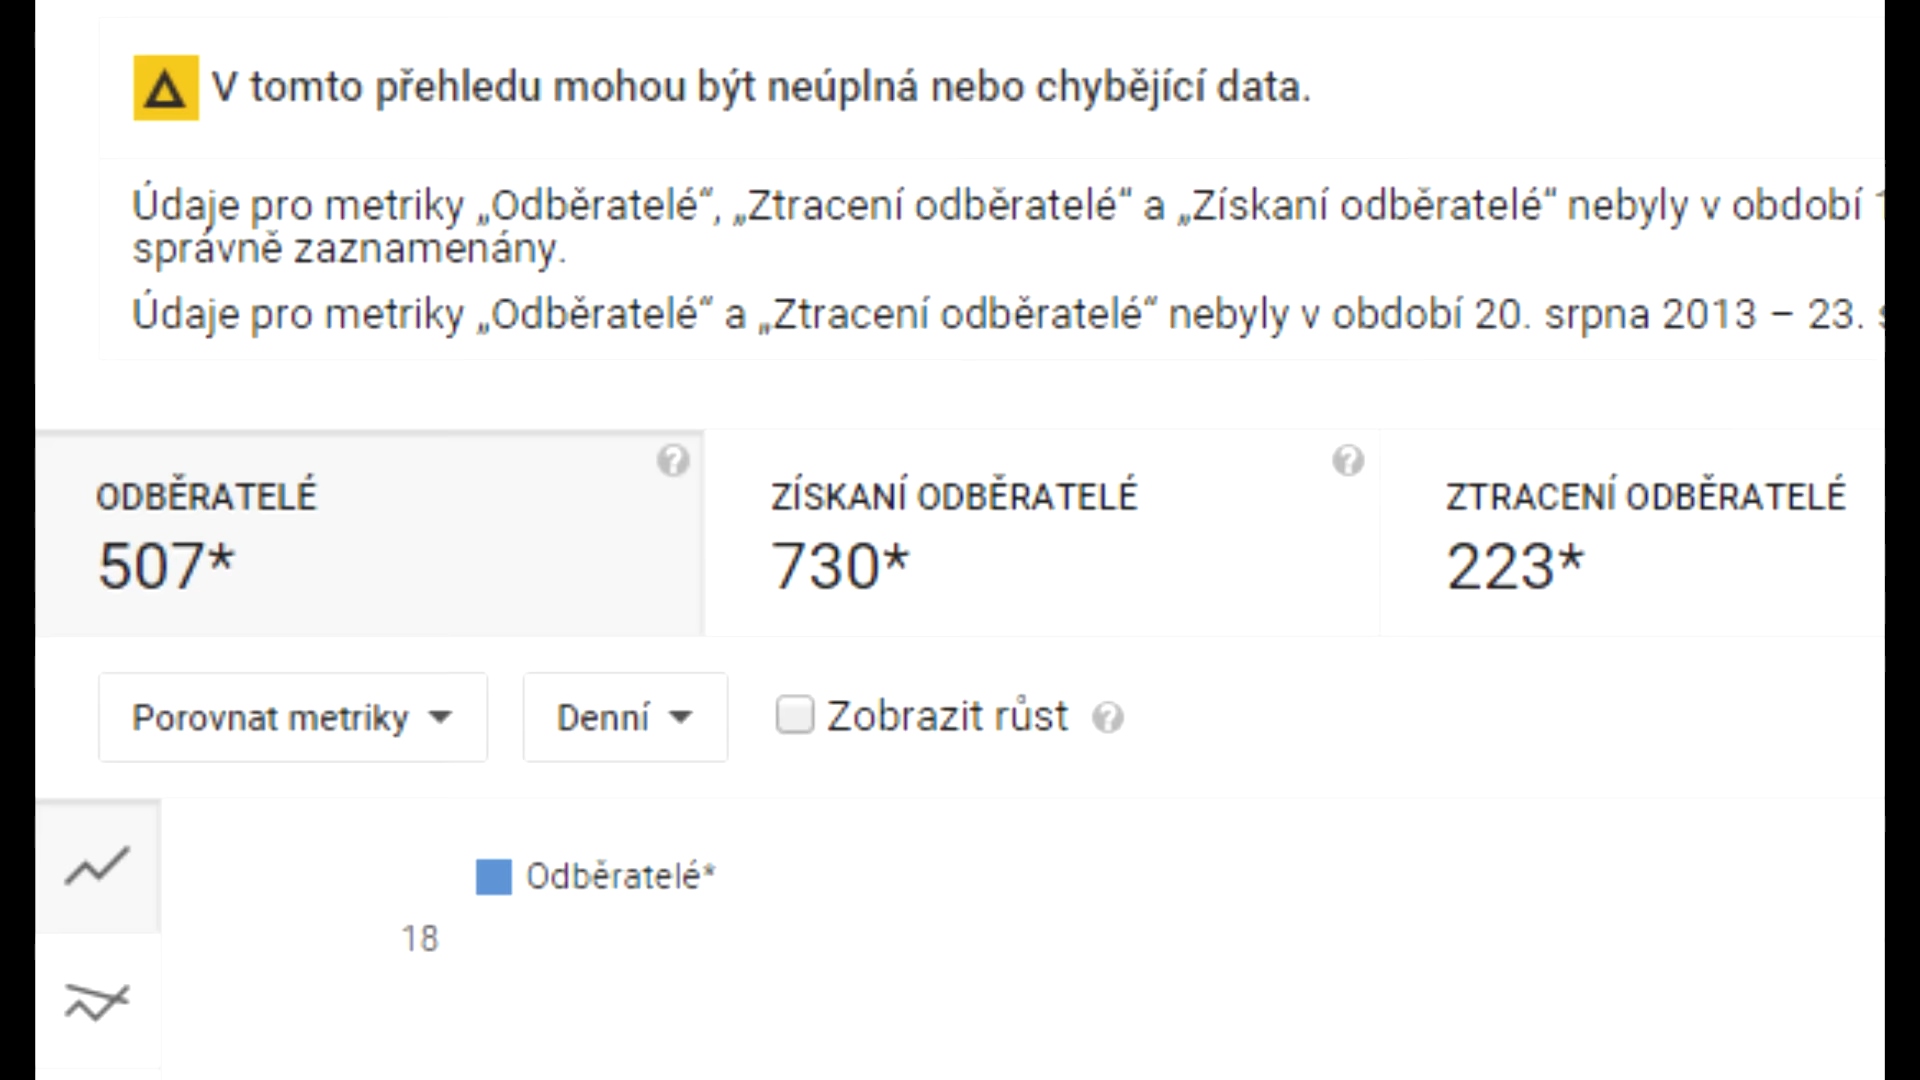 V tomto přehledu mohou být neúplná nebo chybějící data.
Údaje pro metriky „Odběratelé“, „Ztracení odběratelé“ a „Získaní odběratelé“ nebyly v období
správně zaznamenány.
Údaje pro metriky „Odběratelé“ a „Ztracení odběratelé“ nebyly v období 20. srpna 2013 – 23.
ODBĚRATELÉ
507*
ZÍSKANÍ ODBĚRATELÉ
730*
ZTRACENÍ ODBĚRATELÉ
223*
Porovnat metriky
Denní
Zobrazit růst
Odběratelé*
18